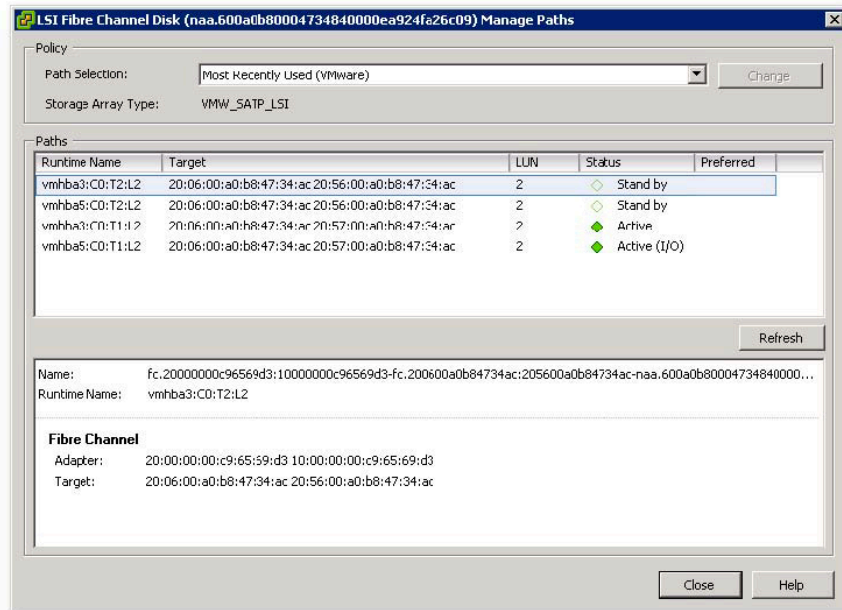 LSI Fibre Channel Disk (naa.600a0b80004734840000ea924fa26c09) Manage Paths
Policy
Path Selection: Most Recently Used (VMware) Change
Storage Array Type: VMW_SATP_LSI
Paths
Runtime Name Target LUN Status Preferred
vmhba3:C0:T2:L2 20:06:00:a0:b8:47:34:ac 20:56:00:a0:b8:47:34:ac 2 Stand by
vmhba5:C0:T2:L2 20:06:00:a0:b8:47:34:ac 20:56:00:a0:b8:47:34:ac 2 Stand by
vmhba3:C0:T1:L2 20:06:00:a0:b8:47:34:ac 20:57:00:a0:b8:47:34:ac 2 Active
vmhba5:C0:T1:L2 20:06:00:a0:b8:47:34:ac 20:57:00:a0:b8:47:34:ac 2 Active (I/O)
Refresh
Name: fc.20000000c96569d3:10000000c96569d3-fc.200600a0b84734ac:205600a0b84734ac-naa.600a0b80004734840000...
Runtime Name: vmhba3:C0:T2:L2
Fibre Channel
Adapter: 20:00:00:00:c9:65:69:d3 10:00:00:00:c9:65:69:d3
Target: 20:06:00:a0:b8:47:34:ac 20:56:00:a0:b8:47:34:ac
Close Help